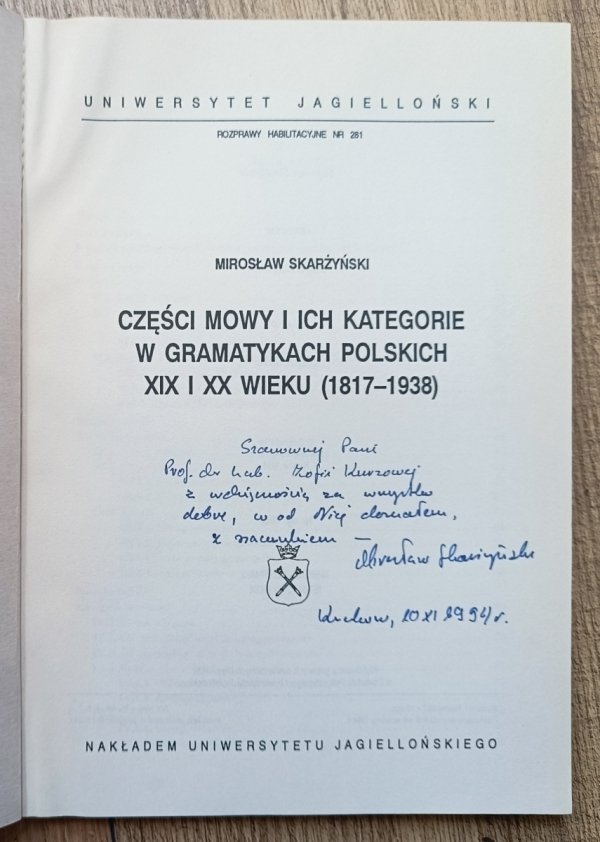 UNIWERSYTET JAGIELLOŃSKI
ROZPRAWY HABILITACYJNE NR 281
MIROSŁAW SKARŻYŃSKI
CZĘŚCI MOWY I ICH KATEGORIE
W GRAMATYKACH POLSKICH
XIX I XX WIEKU (1817–1938)
Szanownej Pani
Prof. dr hab. Zofii Kurzowej
z wdzięcznością za wszystko
dobre, co od Niej doznałem,
z szacunkiem –
Mirosław Skarżyński
Kraków, 10 XI 1994 r.
NAKŁADEM UNIWERSYTETU JAGIELLOŃSKIEGO